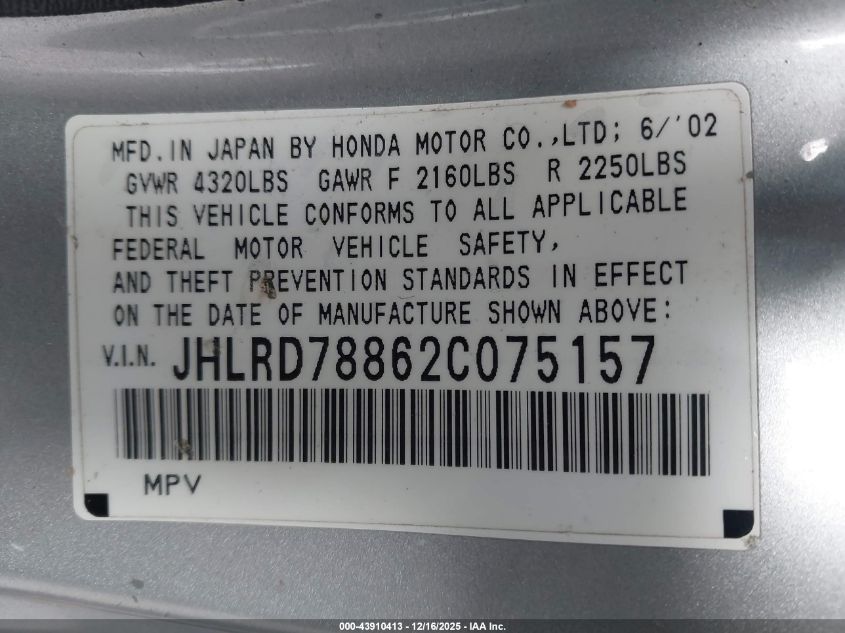 MFD. IN JAPAN BY HONDA MOTOR CO.,LTD; 6/'02
GVWR 4320LBS GAWR F 2160LBS R 2250LBS
THIS VEHICLE CONFORMS TO ALL APPLICABLE
FEDERAL MOTOR VEHICLE SAFETY,
AND THEFT PREVENTION STANDARDS IN EFFECT
ON THE DATE OF MANUFACTURE SHOWN ABOVE:
V.I.N. JHLRD78862C075157
MPV
000-43910413 - 12/16/2025 - IAA Inc.